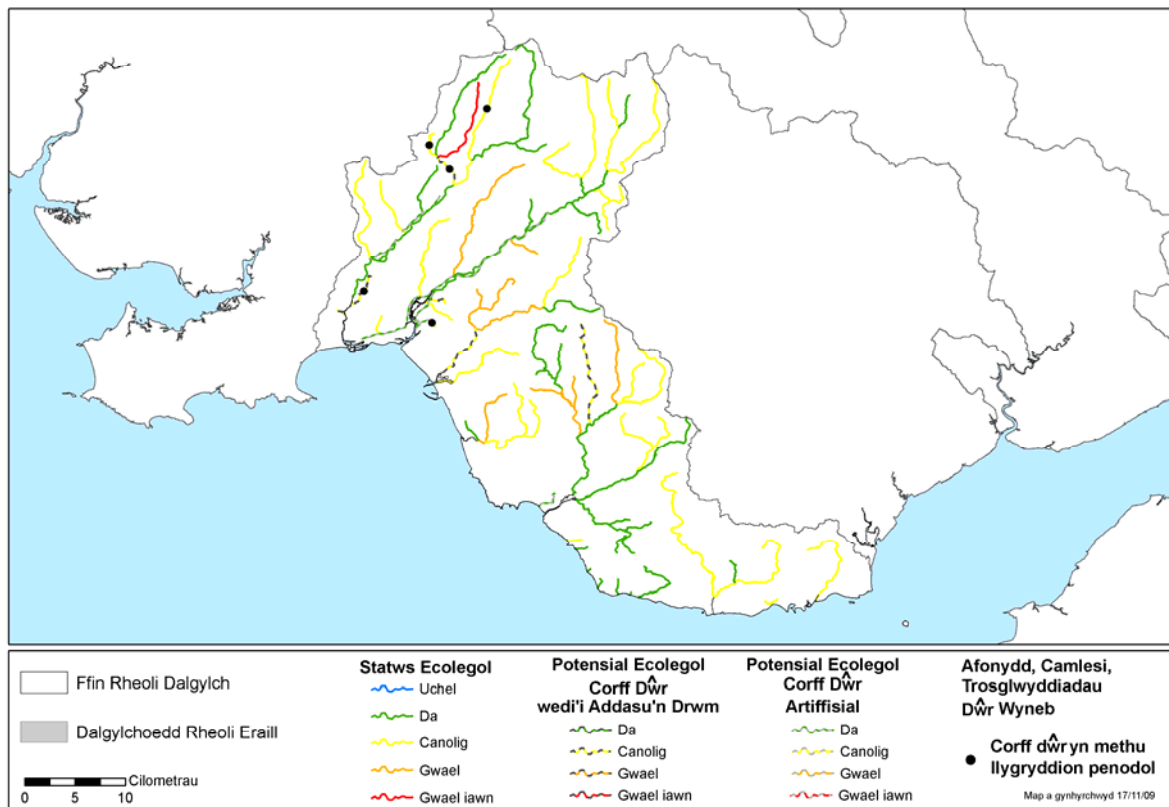 Ffin Rheoli Dalgylch
Dalgylchoedd Rheoli Eraill
Cilometrau
0 5 10
Statws Ecolegol
Uchel
Da
Canolig
Gwael
Gwael iawn
Potensial Ecolegol
Corff Dŵr
wedi'i Addasu'n Drwm
Da
Canolig
Gwael
Gwael iawn
Potensial Ecolegol
Corff Dŵr
Artiffisial
Da
Canolig
Gwael
Gwael iawn
Afonydd, Camlesi,
Trosglwyddiadau
Dŵr Wyneb
Corff dŵr yn methu
llygryddion penodol
Map a gynhyrchwyd 17/11/09